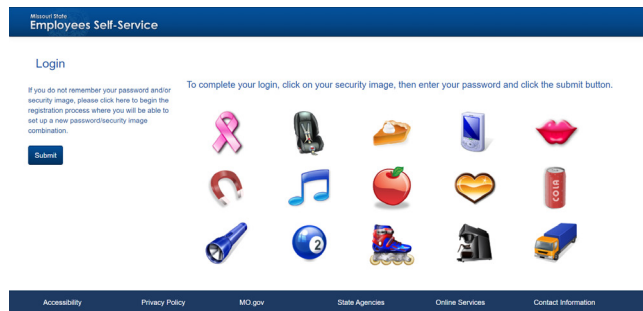 Missouri State
Employees Self-Service
Login
If you do not remember your password and/or
security image, please click here to begin the
registration process where you will be able to
set up a new password/security image
combination.
Submit
To complete your login, click on your security image, then enter your password and click the submit button.
COLA
2
Accessibility Privacy Policy MO.gov State Agencies Online Services Contact Information